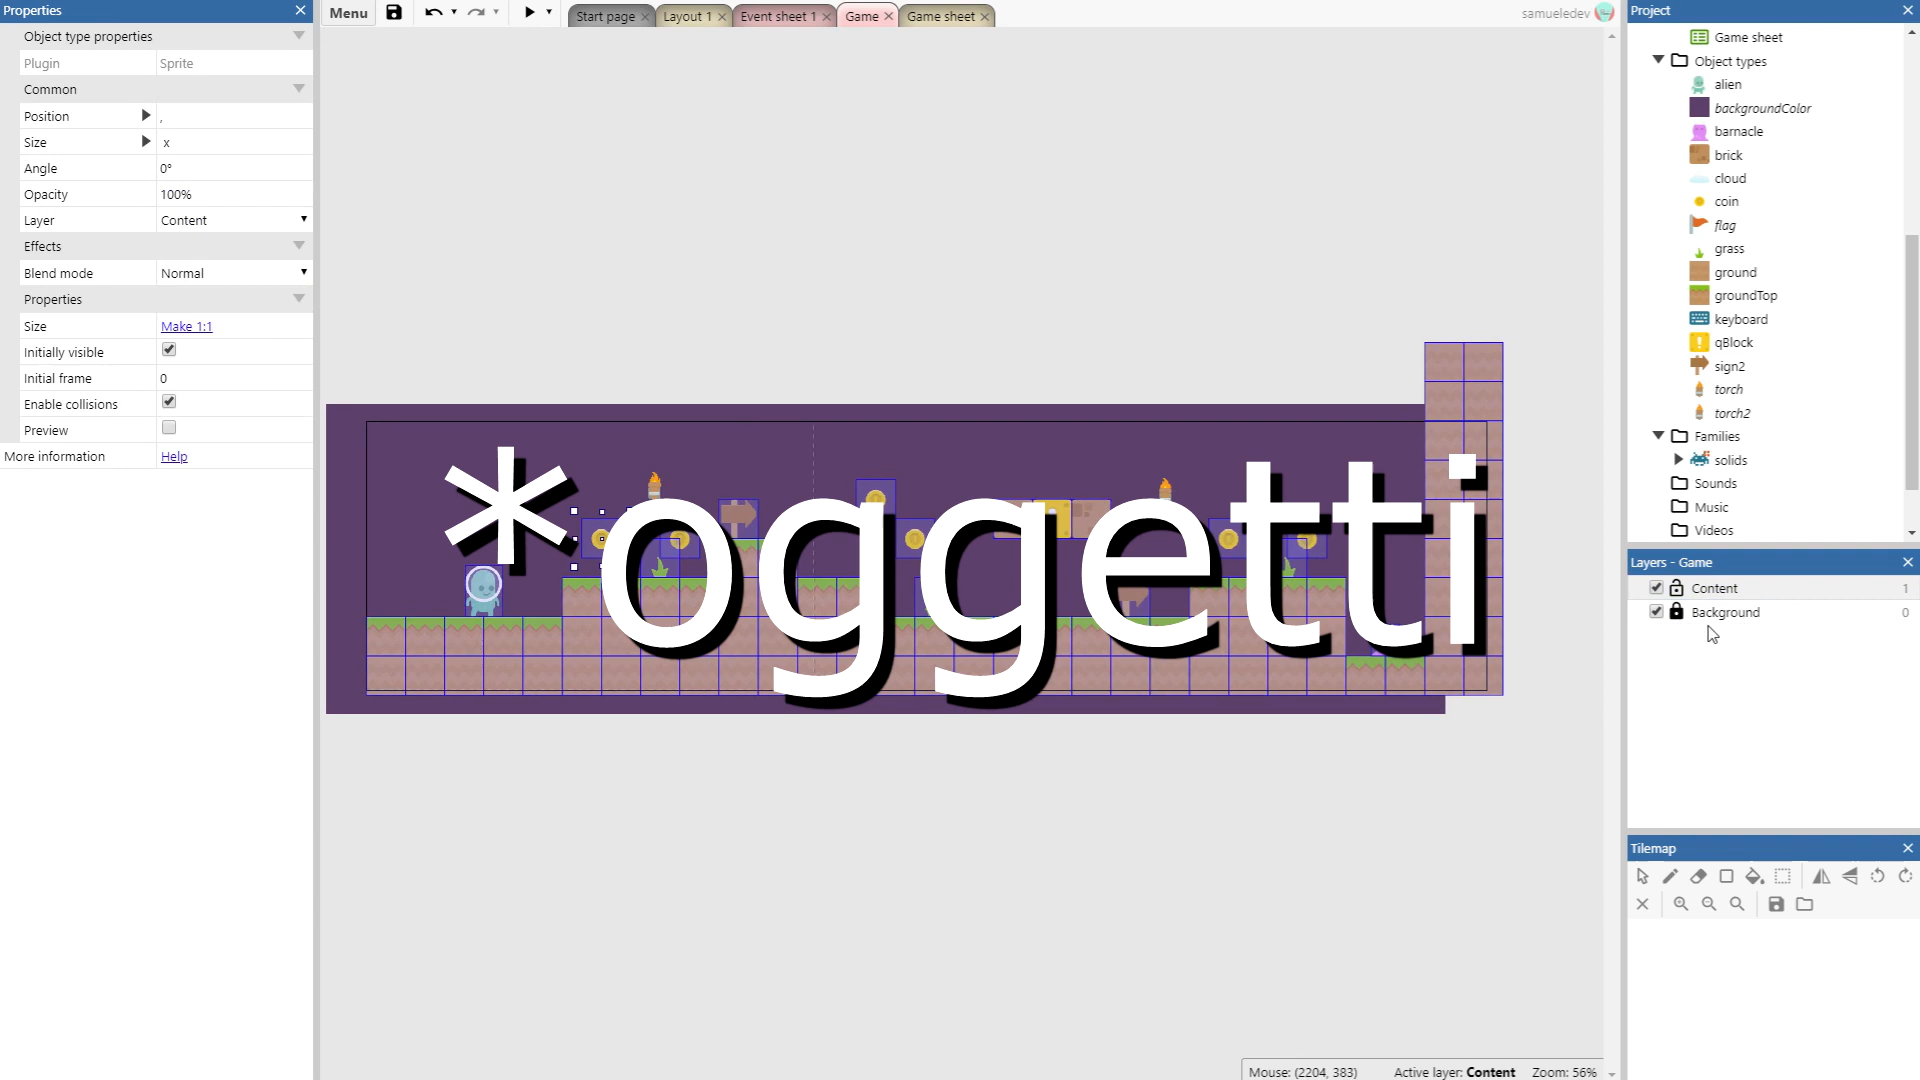 Properties
Object type properties
Plugin Sprite
Common
Position ,
Size x
Angle 0°
Opacity 100%
Layer Content
Effects
Blend mode Normal
Properties
Size Make 1:1
Initially visible
Initial frame 0
Enable collisions
Preview
More information Help
Menu
Start page
Layout 1
Event sheet 1
Game
Game sheet
samueledev
*oggetti
Mouse: (2204, 383) Active layer: Content Zoom: 56%
Project
Game sheet
Object types
alien
backgroundColor
barnacle
brick
cloud
coin
flag
grass
ground
groundTop
keyboard
qBlock
sign2
torch
torch2
Families
solids
Sounds
Music
Videos
Layers - Game
Content 1
Background 0
Tilemap